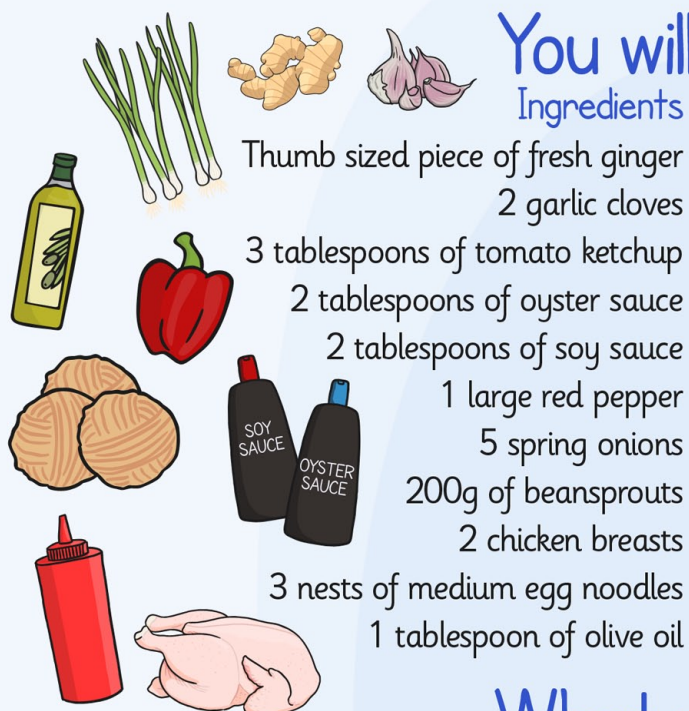 You will
Ingredients
Thumb sized piece of fresh ginger
2 garlic cloves
3 tablespoons of tomato ketchup
2 tablespoons of oyster sauce
2 tablespoons of soy sauce
1 large red pepper
5 spring onions
200g of beansprouts
2 chicken breasts
3 nests of medium egg noodles
1 tablespoon of olive oil
SOY
SAUCE
OYSTER
SAUCE